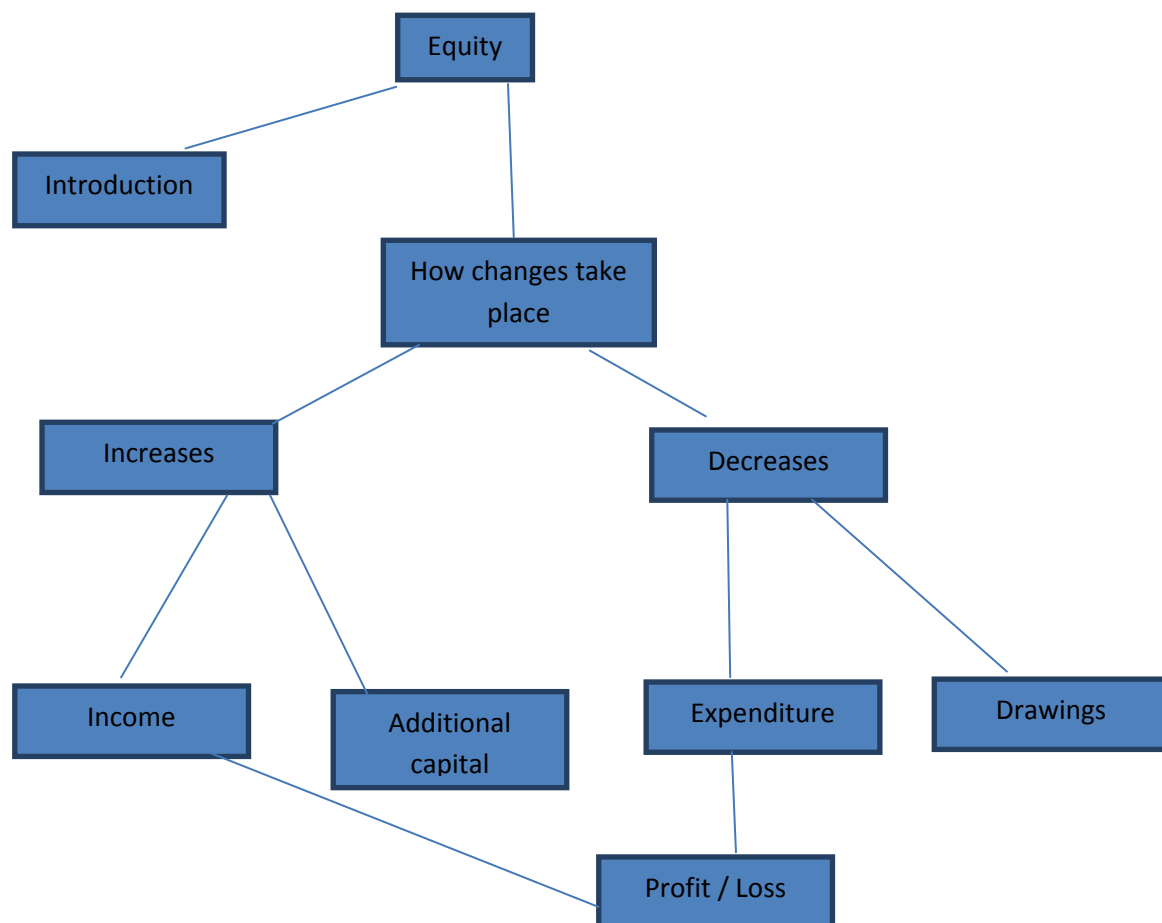 Equity
Introduction
How changes take
place
Increases
Decreases
Income
Additional
capital
Expenditure
Drawings
Profit / Loss